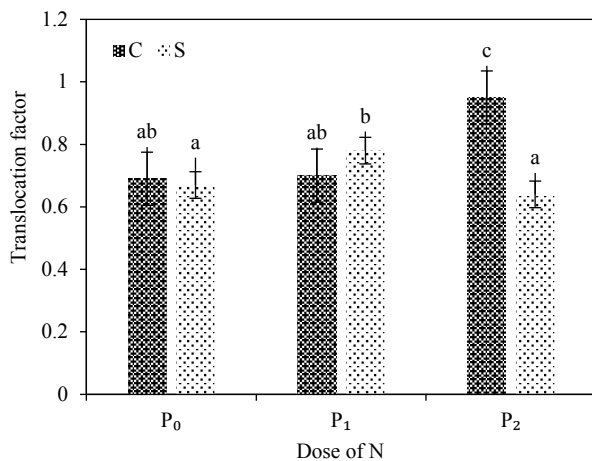 1.2
C S
c
1
b
ab a ab
0.8
a
0.6
0.4
0.2
0
Translocation factor
P₀ P₁ P₂
Dose of N